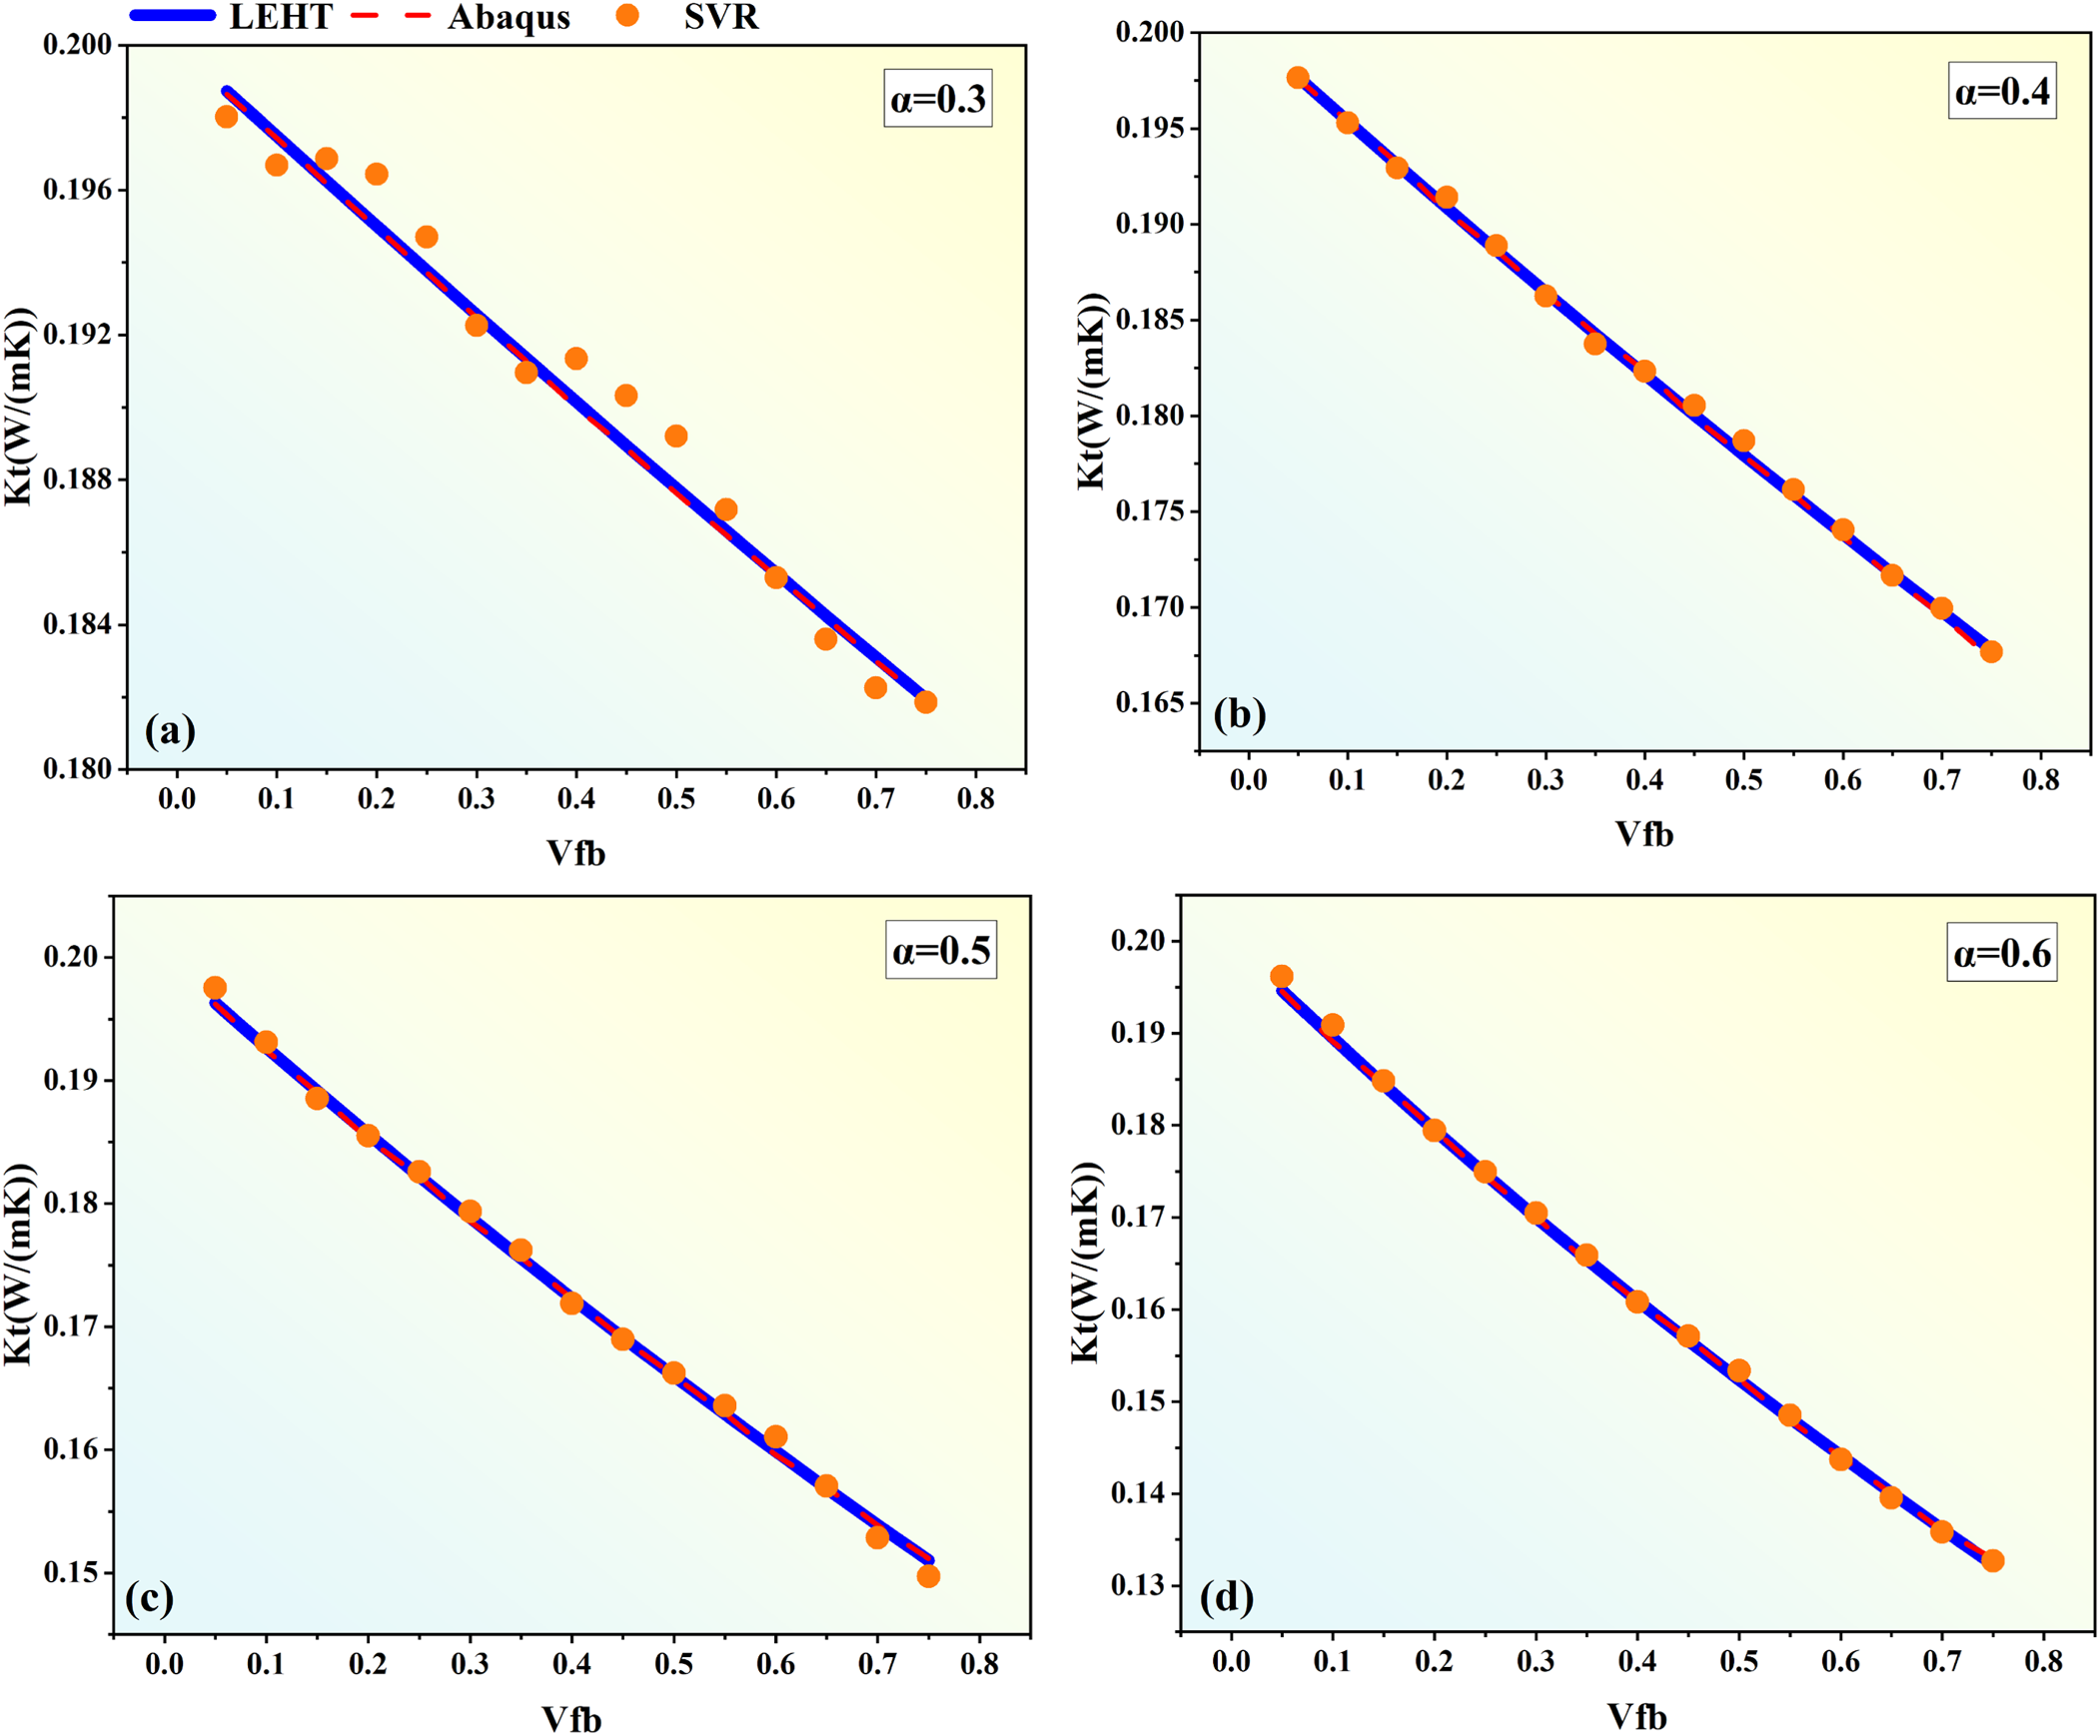 LEHT Abaqus SVR
0.200
0.196
0.192
0.188
0.184
0.180
Kt(W/(mK))
α=0.3
(a)
0.0 0.1 0.2 0.3 0.4 0.5 0.6 0.7 0.8
Vfb
0.200
0.195
0.190
0.185
0.180
0.175
0.170
0.165
Kt(W/(mK))
α=0.4
(b)
0.0 0.1 0.2 0.3 0.4 0.5 0.6 0.7 0.8
Vfb
0.20
0.19
0.18
0.17
0.16
0.15
Kt(W/(mK))
α=0.5
(c)
0.0 0.1 0.2 0.3 0.4 0.5 0.6 0.7 0.8
Vfb
0.20
0.19
0.18
0.17
0.16
0.15
0.14
0.13
Kt(W/(mK))
α=0.6
(d)
0.0 0.1 0.2 0.3 0.4 0.5 0.6 0.7 0.8
Vfb